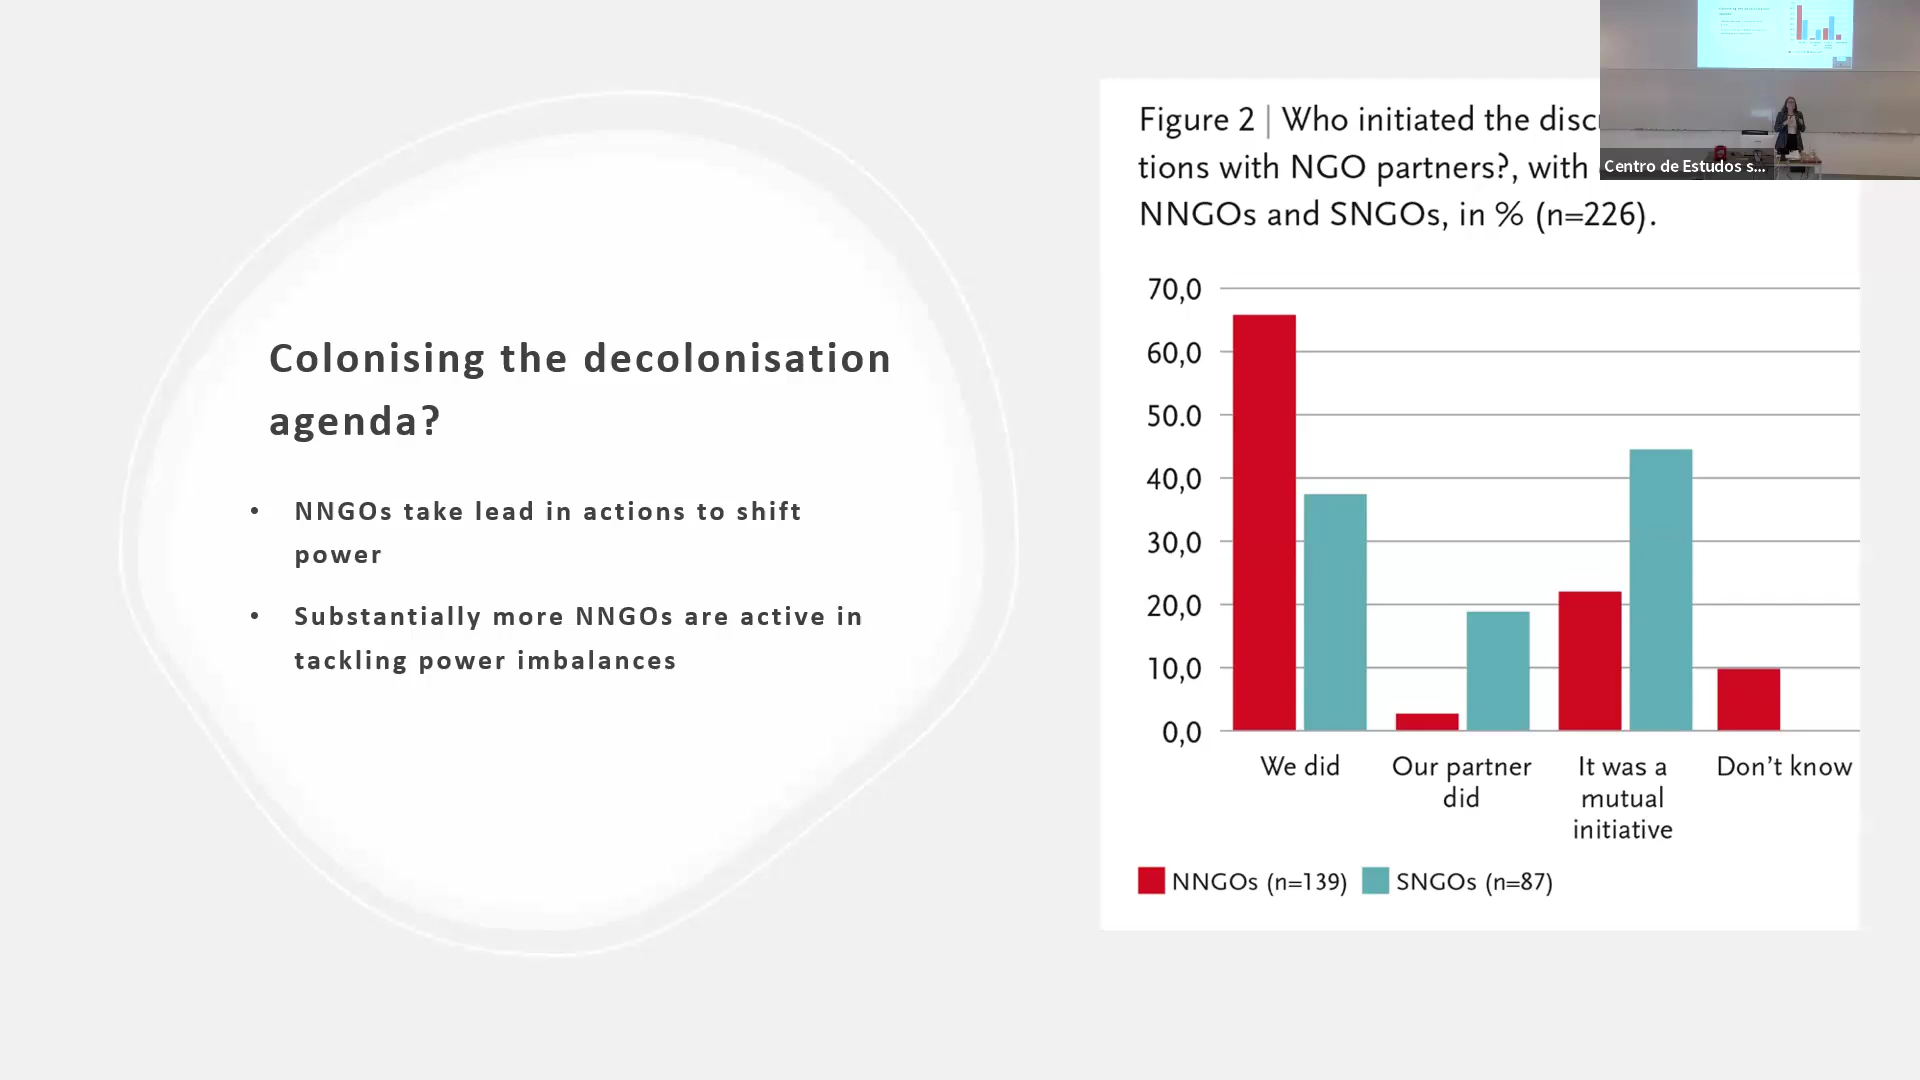 Colonising the decolonisation
agenda?
• NNGOs take lead in actions to shift
power
• Substantially more NNGOs are active in
tackling power imbalances
Figure 2 | Who initiated the
tions with NGO partners?, with
NNGOs and SNGOs, in % (n=226).
70,0
60,0
50.0
40,0
30,0
20,0
10,0
0,0
We did
Our partner
did
It was a
mutual
initiative
Don't know
NNGOs (n=139) SNGOs (n=87)
Centro de Estudos s...